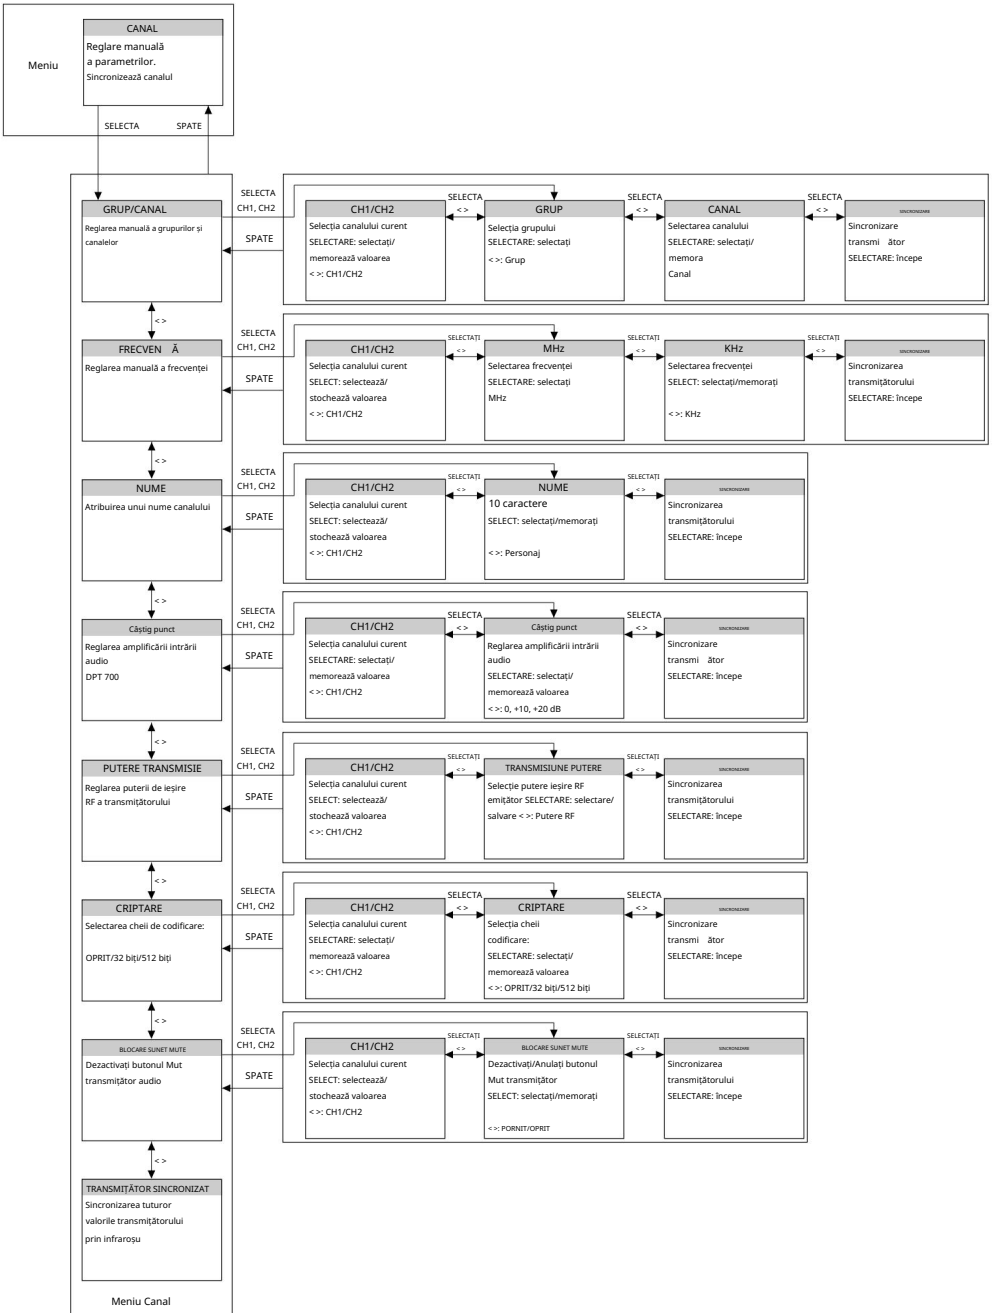 CANAL
Reglare manuală
a parametrilor.
Sincronizează canalul
Meniu
SELECTA
SPATE
GRUP/CANAL
Reglarea manuală a grupurilor și
canalelor
SELECTA
CH1, CH2
SPATE
CH1/CH2
Selecția canalului curent
SELECTARE: selectați/
memorează valoarea
< >: CH1/CH2
SELECTA
< >
GRUP
Selecția grupului
SELECTARE: selectați
< >: Grup
SELECTA
< >
CANAL
Selectarea canalului
SELECTARE: selectați/
memora
Canal
SELECTA
< >
SINCRONIZARE
Sincronizare
transmi ător
SELECTARE: începe
< >
FRECVEN Ă
Reglarea manuală a frecvenței
SELECTA
CH1, CH2
SPATE
CH1/CH2
Selecția canalului curent
SELECT: selectează/
stochează valoarea
< >: CH1/CH2
SELECTAȚI
< >
MHz
Selectarea frecvenței
SELECTARE: selectați
MHz
SELECTAȚI
< >
KHz
Selectarea frecvenței
SELECT: selectați/memorați
< >: KHz
SELECTAȚI
< >
SINCRONIZARE
Sincronizarea
transmițătorului
SELECTARE: începe
< >
NUME
Atribuirea unui nume canalului
SELECTA
CH1, CH2
SPATE
CH1/CH2
Selecția canalului curent
SELECT: selectează/
stochează valoarea
< >: CH1/CH2
SELECTAȚI
< >
NUME
10 caractere
SELECT: selectați/memorați
< >: Personaj
SELECTAȚI
< >
SINCRONIZARE
Sincronizarea
transmițătorului
SELECTARE: începe
< >
Câștig punct
Reglarea amplificării intrării
audio
DPT 700
SELECTA
CH1, CH2
SPATE
CH1/CH2
Selecția canalului curent
SELECTARE: selectați/
memorează valoarea
< >: CH1/CH2
SELECTA
< >
Câștig punct
Reglarea amplificării intrării
audio
SELECTARE: selectați/
memorează valoarea
< >: 0, +10, +20 dB
SELECTA
< >
SINCRONIZARE
Sincronizare
transmi ător
SELECTARE: începe
< >
PUTERE TRANSMISIE
Reglarea puterii de ieșire
RF a transmițătorului
SELECTA
CH1, CH2
SPATE
CH1/CH2
Selecția canalului curent
SELECT: selectează/
stochează valoarea
< >: CH1/CH2
SELECTAȚI
< >
TRANSMISIUNE PUTERE
Selecție putere ieșire RF
emițător SELECTARE: selectare/
salvare < >: Putere RF
SELECTAȚI
< >
SINCRONIZARE
Sincronizarea
transmițătorului
SELECTARE: începe
< >
CRIPTARE
Selectarea cheii de codificare:
OPRIT/32 biți/512 biți
SELECTA
CH1, CH2
SPATE
CH1/CH2
Selecția canalului curent
SELECTARE: selectați/
memorează valoarea
< >: CH1/CH2
SELECTA
< >
CRIPTARE
Selecția cheii
codificare:
SELECTARE: selectați/
memorează valoarea
< >: OPRIT/32 biți/512 biți
SELECTA
< >
SINCRONIZARE
Sincronizare
transmi ător
SELECTARE: începe
< >
BLOCARE SUNET MUTE
Dezactivați butonul Mut
transmițător audio
SELECTA
CH1, CH2
SPATE
CH1/CH2
Selecția canalului curent
SELECT: selectează/
stochează valoarea
< >: CH1/CH2
SELECTAȚI
< >
BLOCARE SUNET MUTE
Dezactivați/Anulați butonul
Mut transmițător
SELECT: selectați/memorați
< >: PORNIT/OPRIT
SELECTAȚI
< >
SINCRONIZARE
Sincronizarea
transmițătorului
SELECTARE: începe
< >
TRANSMIȚĂTOR SINCRONIZAT
Sincronizarea tuturor
valorile transmițătorului
prin infraroșu
Meniu Canal